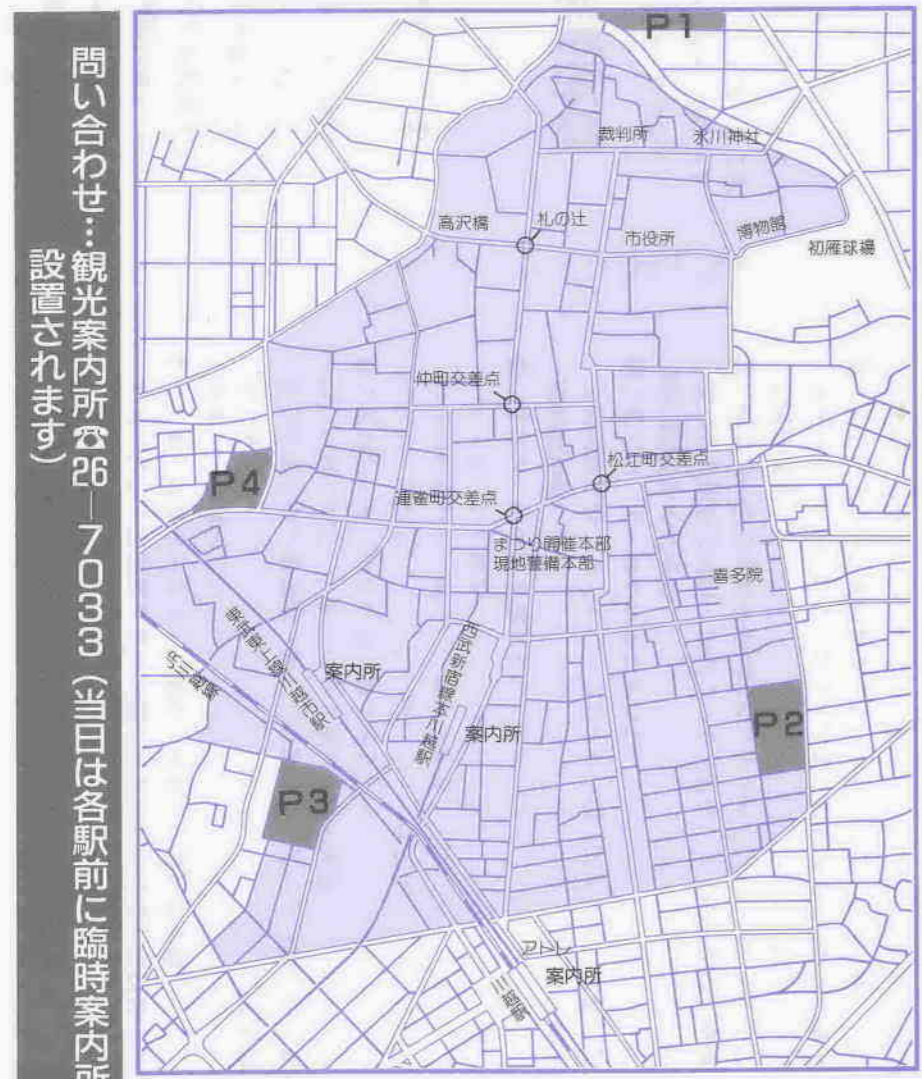 問い合わせ…観光案内所☎26―7033（当日は各駅前に臨時案内所
設置されます）
P1
裁判所
氷川神社
高沢橋
札の辻
市役所
博物館
初雁球場
仲町交差点
松江町交差点
P4
連雀町交差点
まつり開催本部
現地警備本部
喜多院
東武東上線川越市駅
JR川越線
案内所
西武新宿線本川越駅
案内所
P2
P3
アトレ
案内所
川越駅